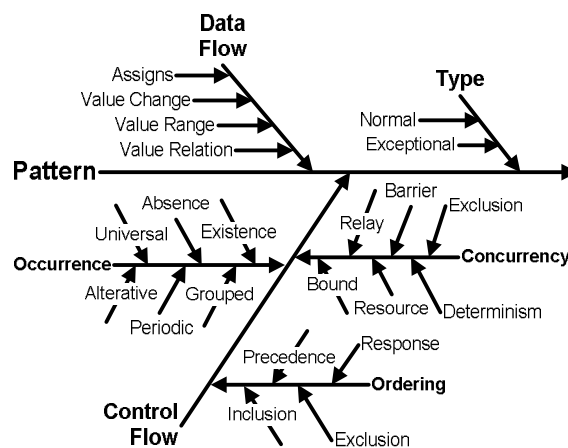 Data
Flow
Assigns
Value Change
Value Range
Value Relation
Type
Normal
Exceptional
Pattern
Absence
Universal
Existence
Occurrence
Alterative
Grouped
Periodic
Barrier
Relay
Exclusion
Concurrency
Bound
Resource
Determinism
Precedence
Response
Ordering
Inclusion
Exclusion
Control
Flow